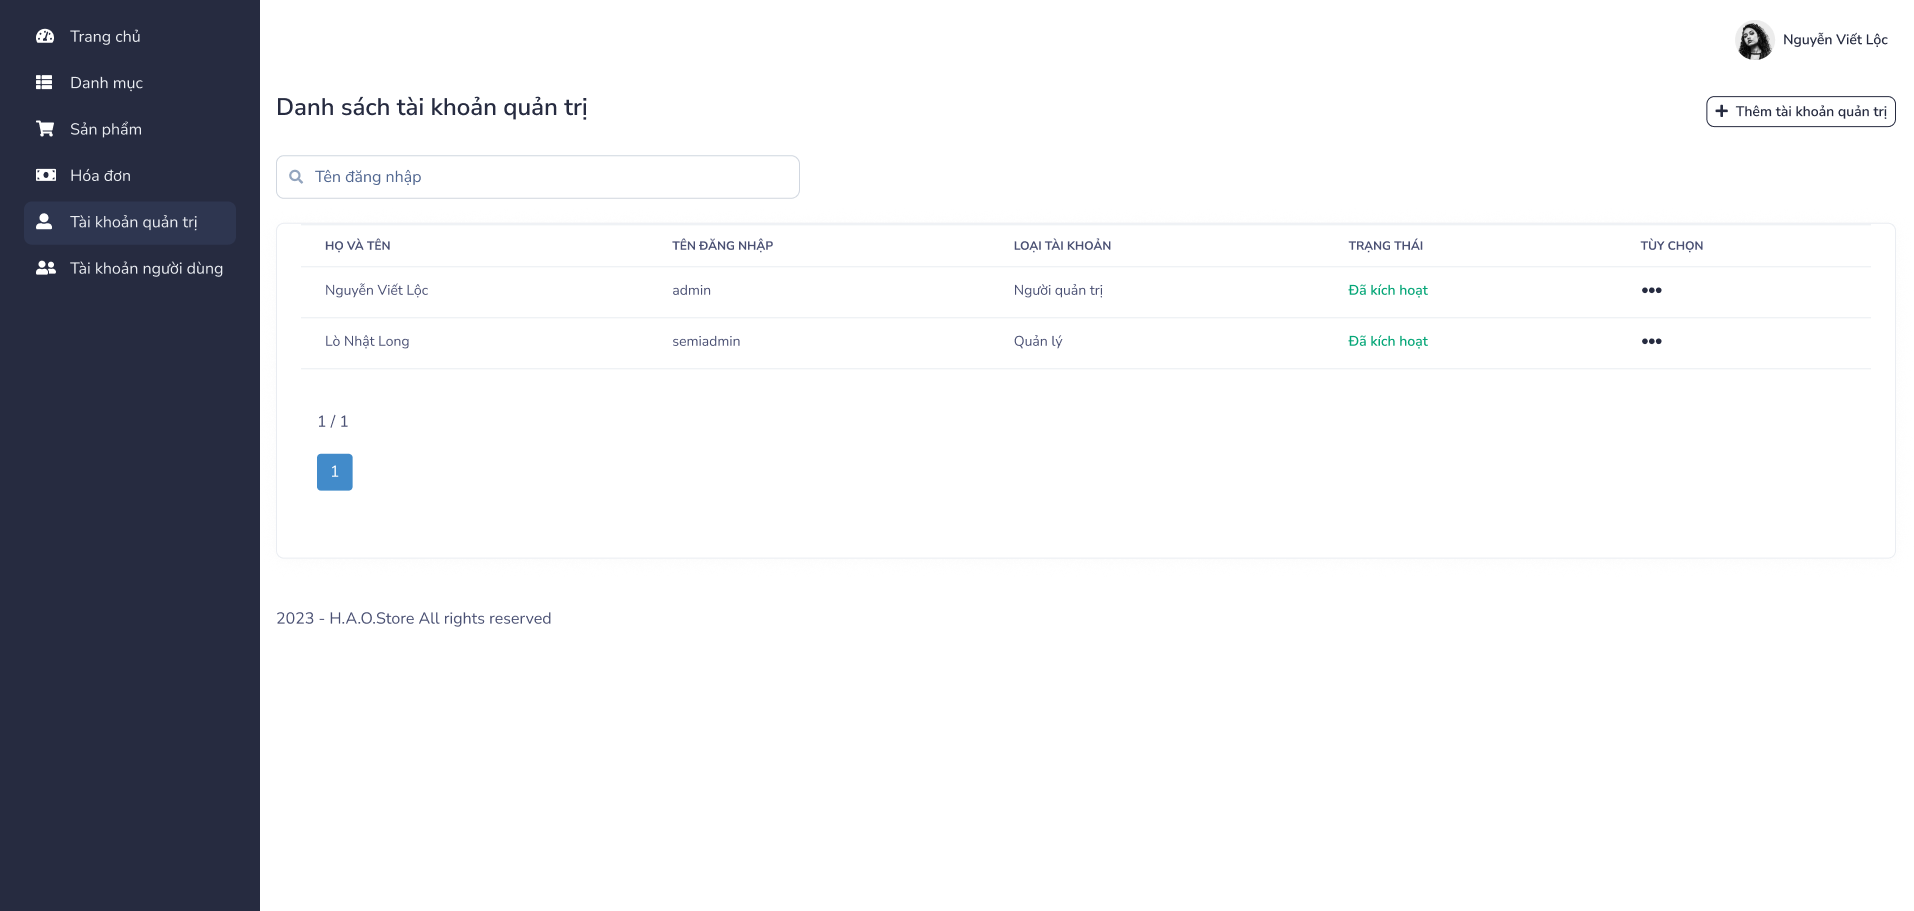 Trang chủ
Danh mục
Sản phẩm
Hóa đơn
Tài khoản quản trị
Tài khoản người dùng
Nguyễn Viết Lộc
Danh sách tài khoản quản trị
Thêm tài khoản quản trị
Tên đăng nhập
HỌ VÀ TÊN TÊN ĐĂNG NHẬP LOẠI TÀI KHOẢN TRẠNG THÁI TÙY CHỌN
Nguyễn Viết Lộc admin Người quản trị Đã kích hoạt
Lò Nhật Long semiadmin Quản lý Đã kích hoạt
1 / 1
1
2023 - H.A.O.Store All rights reserved